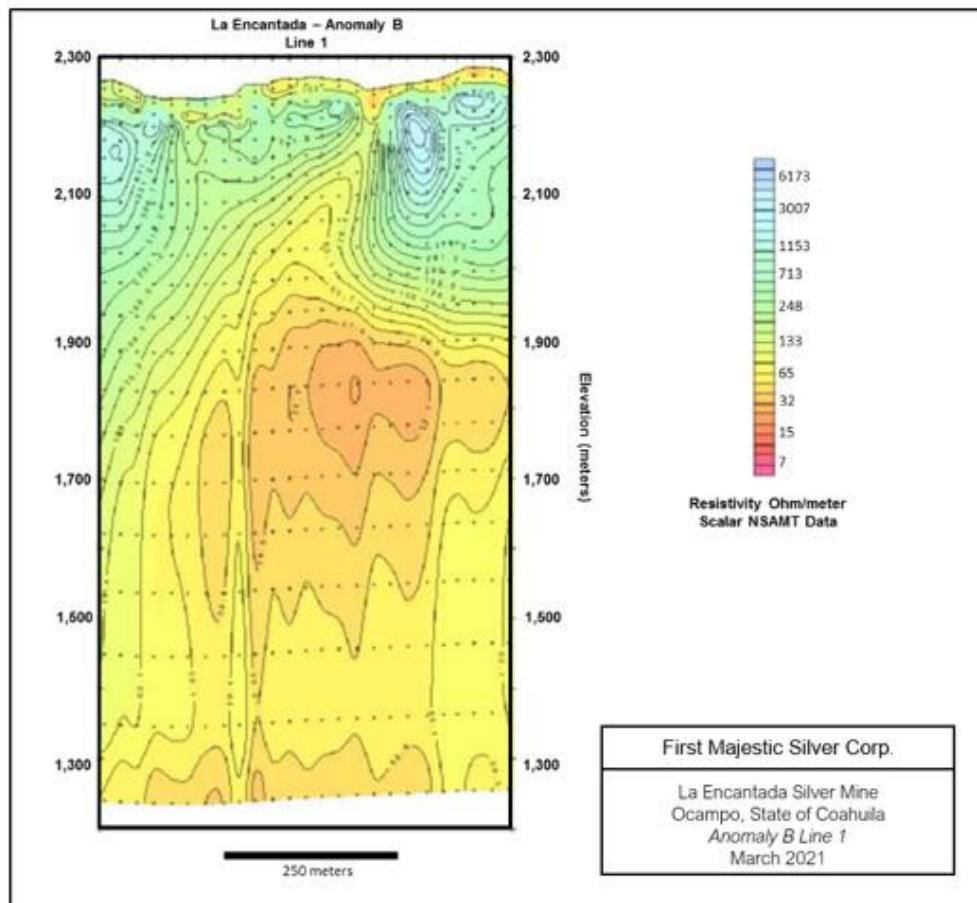 La Encantada – Anomaly B
Line 1
2,300
2,300
2,100
2,100
1,900
1,900
1,700
1,700
1,500
1,500
1,300
1,300
Elevation (meters)
250 meters
6173
3007
1153
713
248
133
65
32
15
7
Resistivity Ohm/meter
Scalar NSAMT Data
First Majestic Silver Corp.
La Encantada Silver Mine
Ocampo, State of Coahuila
Anomaly B Line 1
March 2021